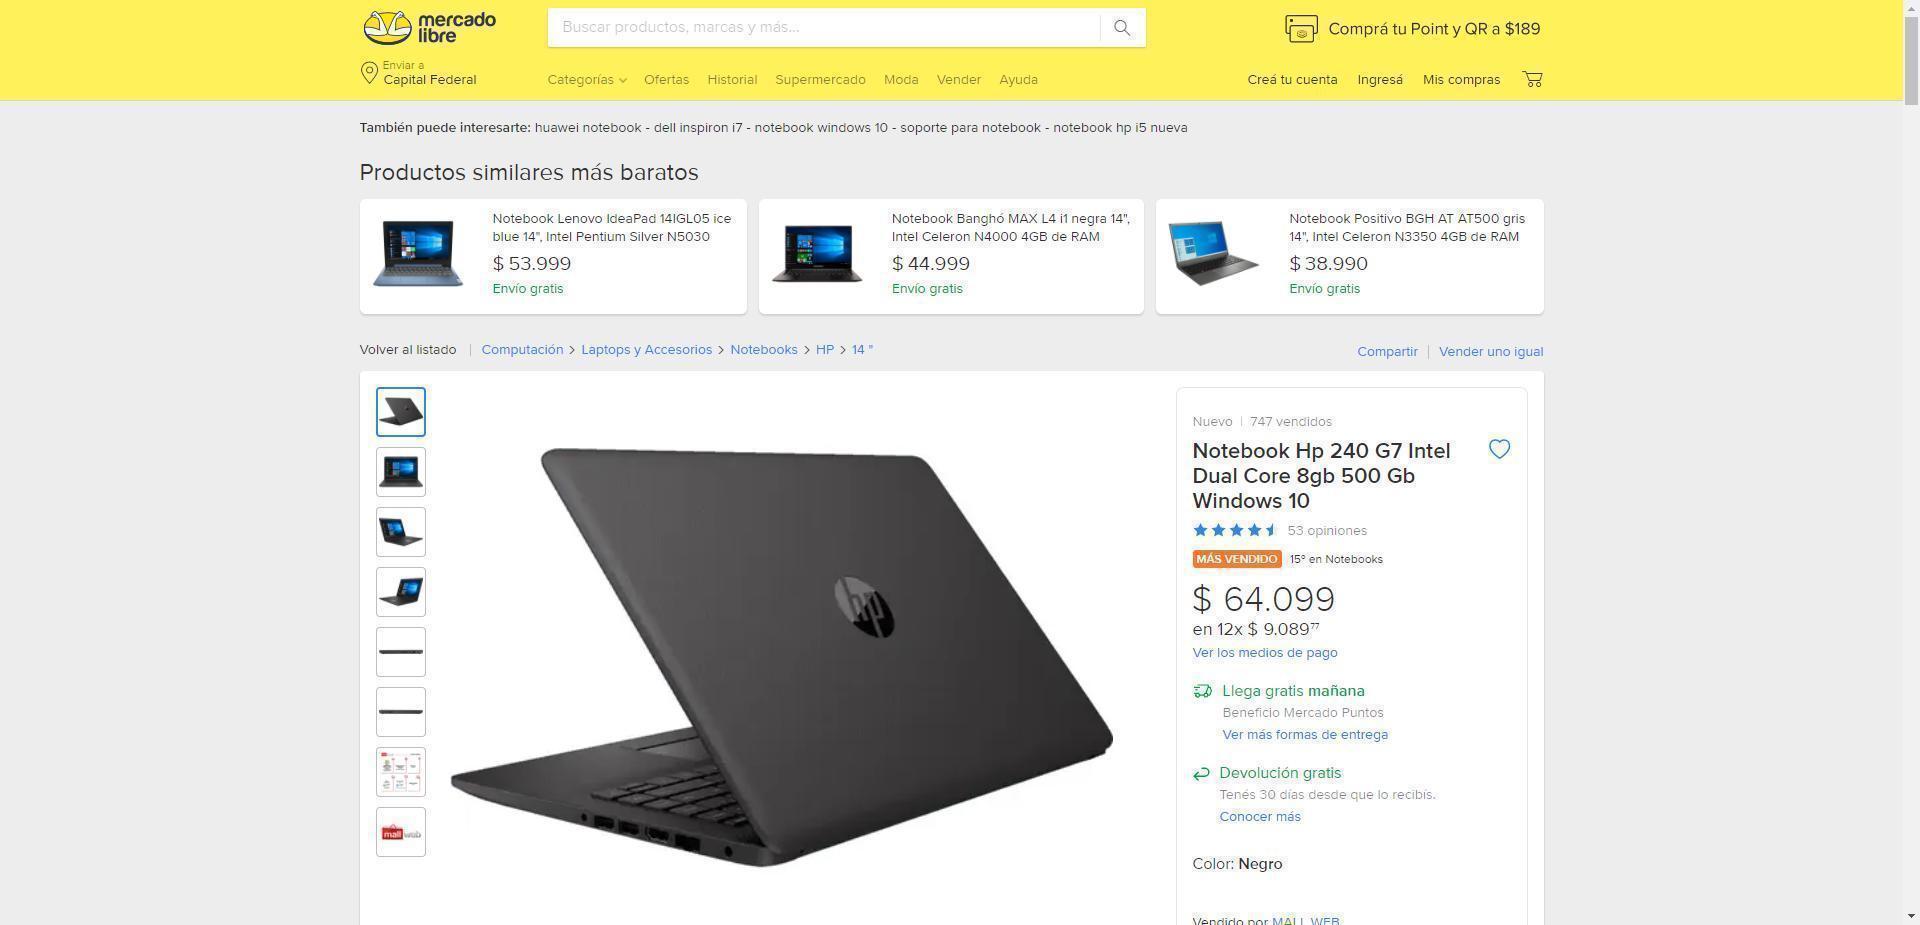 mercado
libre
Buscar productos, marcas y más...
Comprá tu Point y QR a $189
Enviar a
Capital Federal
Categorías Ofertas Historial Supermercado Moda Vender Ayuda
Creá tu cuenta Ingresá Mis compras
También puede interesarte: huawei notebook - dell inspiron i7 - notebook windows 10 - soporte para notebook - notebook hp i5 nueva
Productos similares más baratos
Notebook Lenovo IdeaPad 14IGL05 ice
blue 14", Intel Pentium Silver N5030
$ 53.999
Envío gratis
Notebook Banghó MAX L4 i1 negra 14",
Intel Celeron N4000 4GB de RAM
$ 44.999
Envío gratis
Notebook Positivo BGH AT AT500 gris
14", Intel Celeron N3350 4GB de RAM
$ 38.990
Envío gratis
Volver al listado | Computación > Laptops y Accesorios > Notebooks > HP > 14 "
Compartir | Vender uno igual
hp
mall web
Nuevo | 747 vendidos
Notebook Hp 240 G7 Intel
Dual Core 8gb 500 Gb
Windows 10
53 opiniones
MÁS VENDIDO 15º en Notebooks
$ 64.099
en 12x $ 9.089⁷⁷
Ver los medios de pago
Llega gratis mañana
Beneficio Mercado Puntos
Ver más formas de entrega
Devolución gratis
Tenés 30 días desde que lo recibís.
Conocer más
Color: Negro
Vendido por MALL WEB